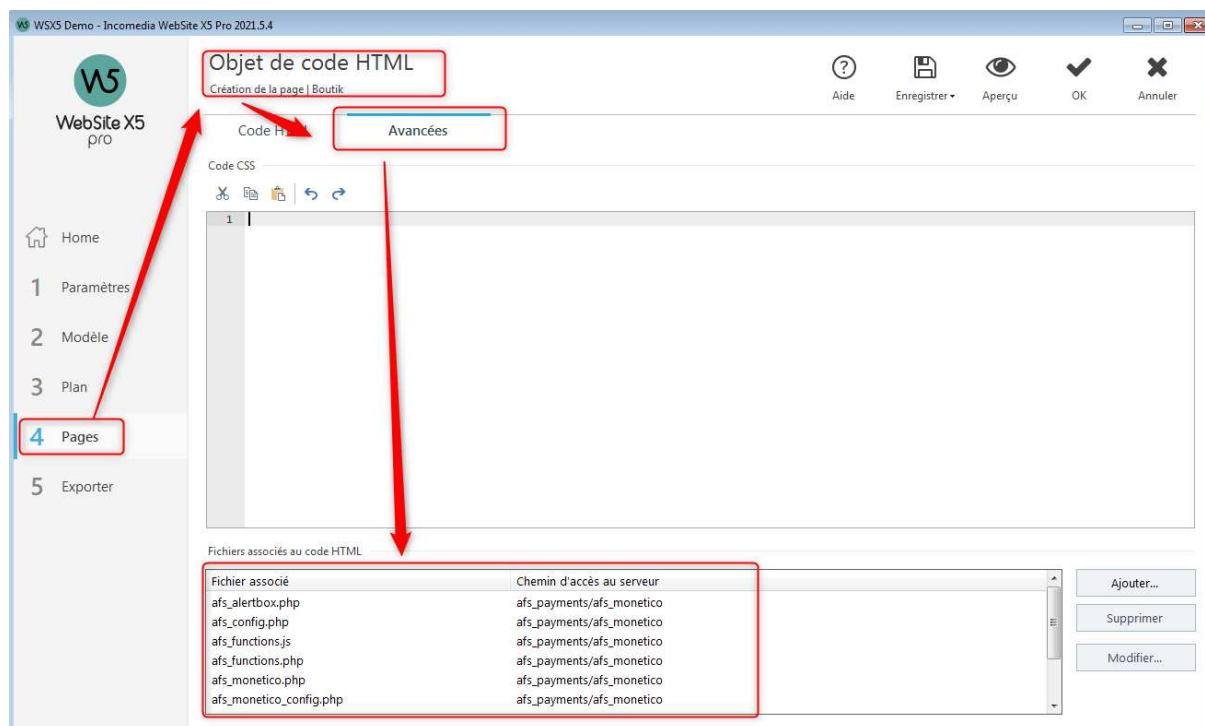 WSX5 Demo - Incomedia WebSite X5 Pro 2021.5.4
WebSite X5
pro
Objet de code HTML
Création de la page | Boutik
Aide
Enregistrer
Aperçu
OK
Annuler
Code
Avancées
Code CSS
1
Home
1 Paramètres
2 Modèle
3 Plan
4 Pages
5 Exporter
Fichiers associés au code HTML
Fichier associé Chemin d'accès au serveur
afs_alertbox.php afs_payments/afs_monetico
afs_config.php afs_payments/afs_monetico
afs_functions.js afs_payments/afs_monetico
afs_functions.php afs_payments/afs_monetico
afs_monetico.php afs_payments/afs_monetico
afs_monetico_config.php afs_payments/afs_monetico
Ajouter...
Supprimer
Modifier...